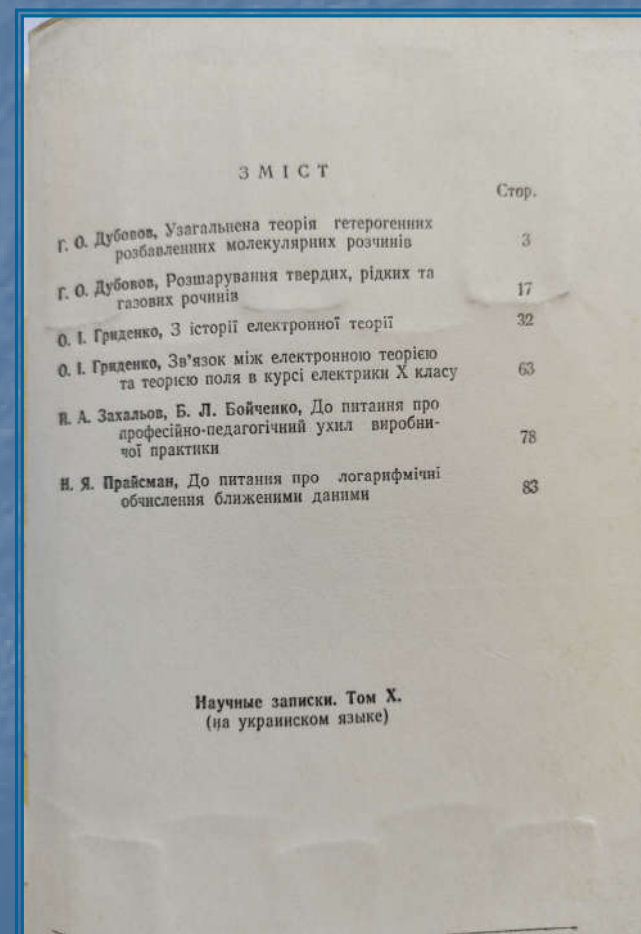 ЗМІСТ
Стор.
Г. О. Дубовов, Узагальнена теорія гетерогенних
розбавленних молекулярних розчинів 3
Г. О. Дубовов, Розшарування твердих, рідких та
газових рочинів 17
О. І. Гриденко, З історії електронної теорії 32
О. І. Гриденко, Зв'язок між електронною теорією
та теорією поля в курсі електрики X класу 63
В. А. Захальов, Б. Л. Бойченко, До питання про
професійно-педагогічний ухил виробни-
чої практики 78
Н. Я. Прайсман, До питання про логарифмічні
обчислення ближеними даними 83
Научные записки. Том X.
(на украинском языке)